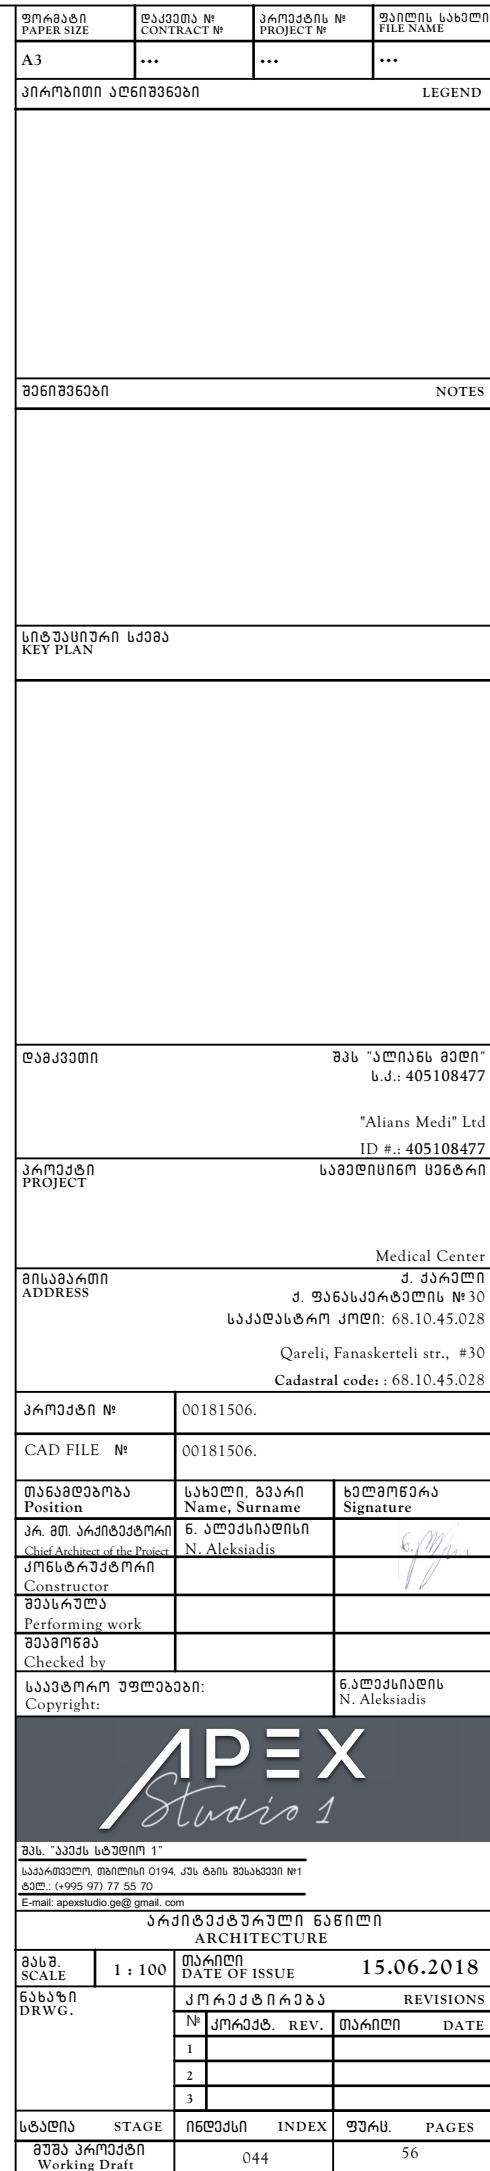 ფორმატი დაკვეთა № პროექტის № ფაილის სახელი
PAPER SIZE CONTRACT № PROJECT № FILE NAME
A3 ... ... ...
პირობითი აღნიშვნები LEGEND
შენიშვნები NOTES
სიტუაციური სქემა
KEY PLAN
დამკვეთი შპს "ალიანს მედი"
ს.კ.: 405108477
"Alians Medi" Ltd
ID #.: 405108477
პროექტი სამედიცინო ცენტრი
PROJECT
Medical Center
მისამართი ქ. ქარელი
ADDRESS ქ. ფანასკერტელის №30
საკადასტრო კოდი: 68.10.45.028
Qareli, Fanaskerteli str., #30
Cadastral code: : 68.10.45.028
პროექტი № 00181506.
CAD FILE № 00181506.
თანამდებობა სახელი, გვარი ხელმოწერა
Position Name, Surname Signature
პრ. მთ. არქიტექტორი ნ. ალექსიადისი
Chief Architect of the Project N. Aleksiadis
კონსტრუქტორი
Constructor
შეასრულა
Performing work
შეამოწმა
Checked by
საავტორო უფლებები: ნ.ალექსიადის
Copyright: N. Aleksiadis
APEX
Studio 1
შპს. "აპექს სტუდიო 1"
საქართველო, თბილისი 0194, კუს ტბის შესახვევი №1
ტელ.: (+995 97) 77 55 70
E-mail: apexstudio.ge@ gmail. com
არქიტექტურული ნაწილი
ARCHITECTURE
მასშ. 1 : 100 თარიღი 15.06.2018
SCALE DATE OF ISSUE
ნახაზი კორექტირება REVISIONS
DRWG.
№ კორექტ. REV. თარიღი DATE
1
2
3
სტადია STAGE ინდექსი INDEX ფურც. PAGES
მუშა პროექტი 044 56
Working Draft